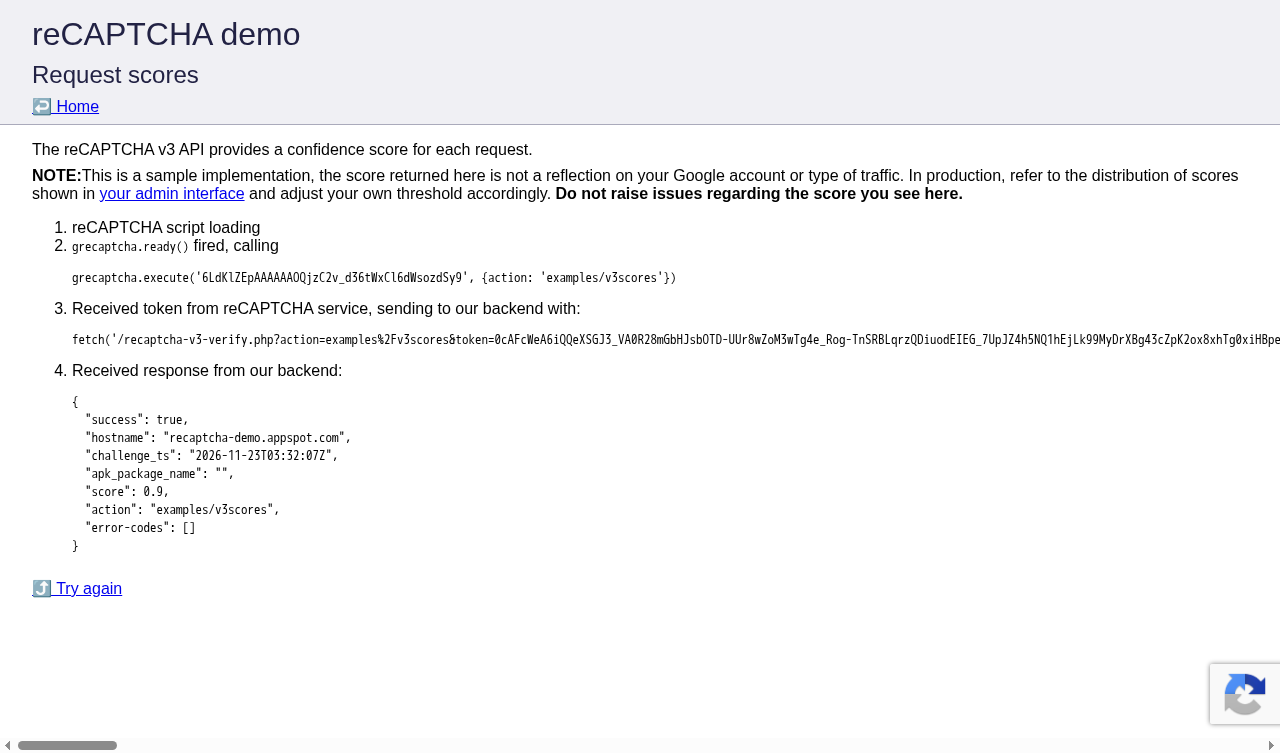 reCAPTCHA demo
Request scores
↩️ Home
The reCAPTCHA v3 API provides a confidence score for each request.
NOTE:This is a sample implementation, the score returned here is not a reflection on your Google account or type of traffic. In production, refer to the distribution of scores
shown in your admin interface and adjust your own threshold accordingly. Do not raise issues regarding the score you see here.
1. reCAPTCHA script loading
2. grecaptcha.ready() fired, calling
grecaptcha.execute('6LdKlZEpAAAAAAOQjzC2v_d36tWxCl6dWsozdSy9', {action: 'examples/v3scores'})
3. Received token from reCAPTCHA service, sending to our backend with:
fetch('/recaptcha-v3-verify.php?action=examples%2Fv3scores&token=0cAFcWeA6iQQeXSGJ3_VA0R28mGbHJsbOTD-UUr8wZoM3wTg4e_Rog-TnSRBLqrzQDiuodEIEG_7UpJZ4h5NQ1hEjLk99MyDrXBg43cZpK2ox8xhTg0xiHBpe
4. Received response from our backend:
{
"success": true,
"hostname": "recaptcha-demo.appspot.com",
"challenge_ts": "2026-11-23T03:32:07Z",
"apk_package_name": "",
"score": 0.9,
"action": "examples/v3scores",
"error-codes": []
}
⤴️ Try again